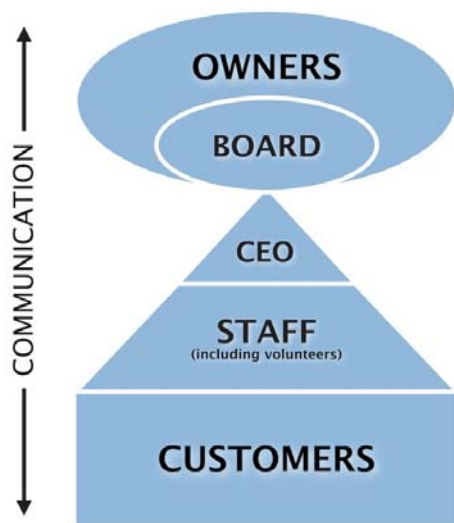 OWNERS
BOARD
CEO
STAFF
(including volunteers)
CUSTOMERS
COMMUNICATION